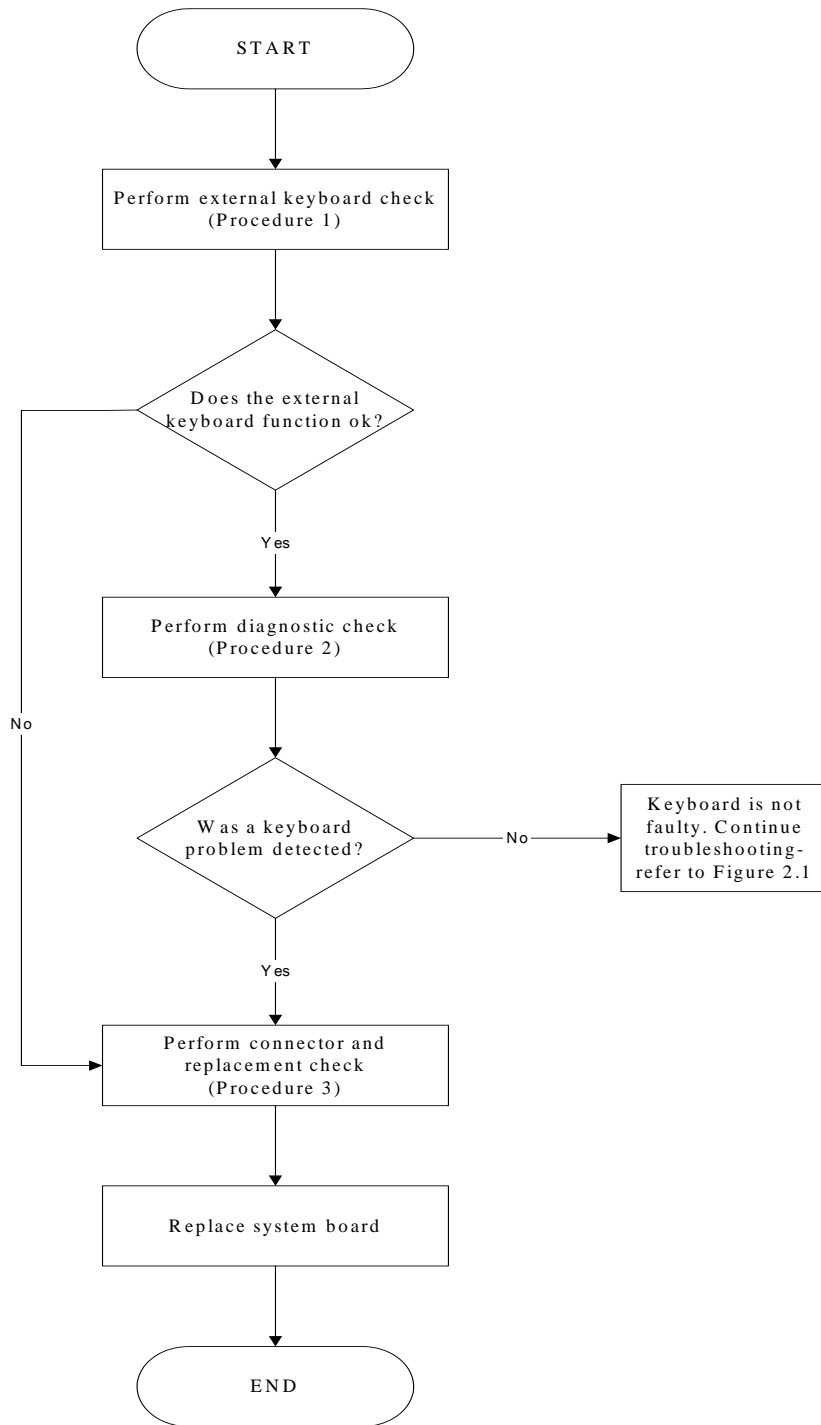 START
Perform external keyboard check
(Procedure 1)
Does the external
keyboard function ok?
Yes
Perform diagnostic check
(Procedure 2)
No
Was a keyboard
problem detected?
No
Keyboard is not
faulty. Continue
troubleshooting-
refer to Figure 2.1
Yes
Perform connector and
replacement check
(Procedure 3)
Replace system board
END